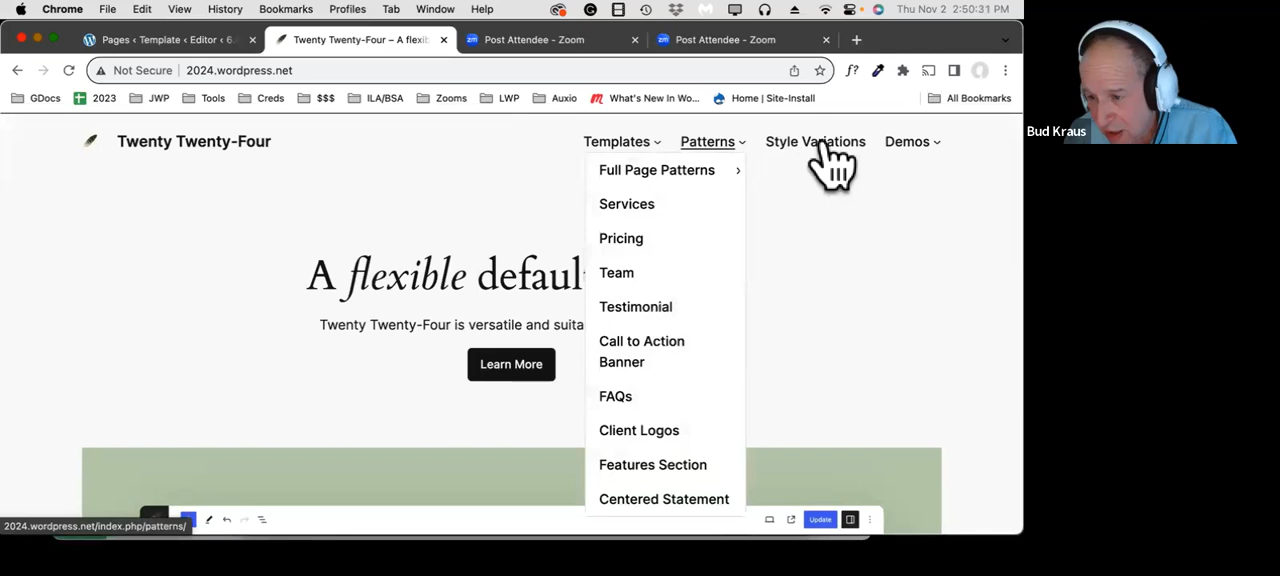 Chrome File Edit View History Bookmarks Profiles Tab Window Help Thu Nov 2 2:50:31 PM
Pages ‹ Template ‹ Editor ‹ 6. Twenty Twenty-Four – A flexib Post Attendee - Zoom Post Attendee - Zoom
Not Secure 2024.wordpress.net f?
GDocs 2023 JWP Tools Creds $$$ ILA/BSA Zooms LWP Auxio What's New In Wo... Home | Site-Install All Bookmarks
Bud Kraus
Twenty Twenty-Four Templates Patterns Style Variations Demos
Full Page Patterns
Services
Pricing
Team
Testimonial
Call to Action
Banner
FAQs
Client Logos
Features Section
Centered Statement
A flexible defaul
Twenty Twenty-Four is versatile and suita
Learn More
Update
2024.wordpress.net/index.php/patterns/